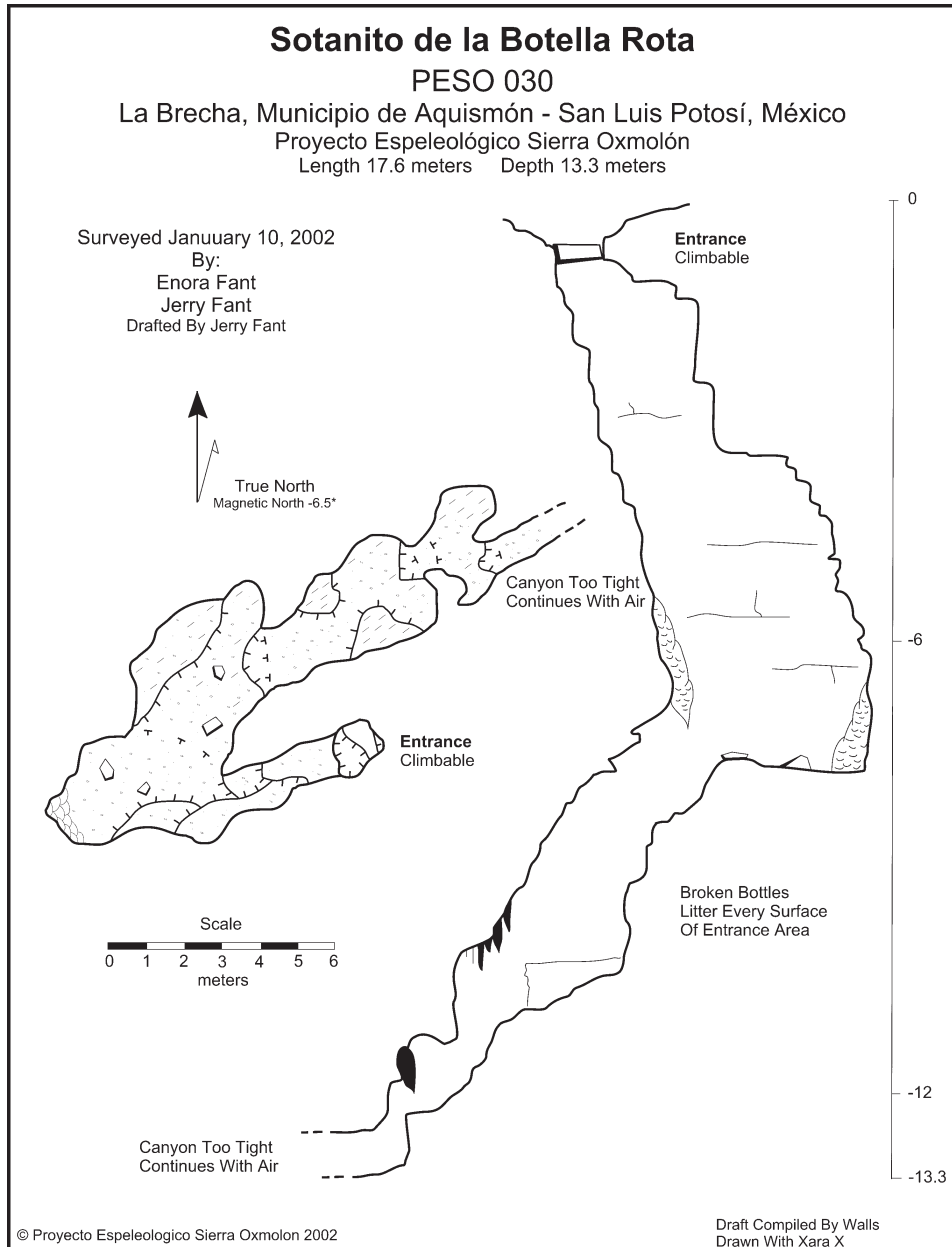 Sotanito de la Botella Rota
PESO 030
La Brecha, Municipio de Aquismón - San Luis Potosí, México
Proyecto Espeleológico Sierra Oxmolón
Length 17.6 meters Depth 13.3 meters
Surveyed Januuary 10, 2002
By:
Enora Fant
Jerry Fant
Drafted By Jerry Fant
0
Entrance
Climbable
True North
Magnetic North -6.5*
Canyon Too Tight
Continues With Air
-6
Entrance
Climbable
Broken Bottles
Litter Every Surface
Of Entrance Area
Scale
0 1 2 3 4 5 6
meters
-12
Canyon Too Tight
Continues With Air
-13.3
© Proyecto Espeleologico Sierra Oxmolon 2002
Draft Compiled By Walls
Drawn With Xara X